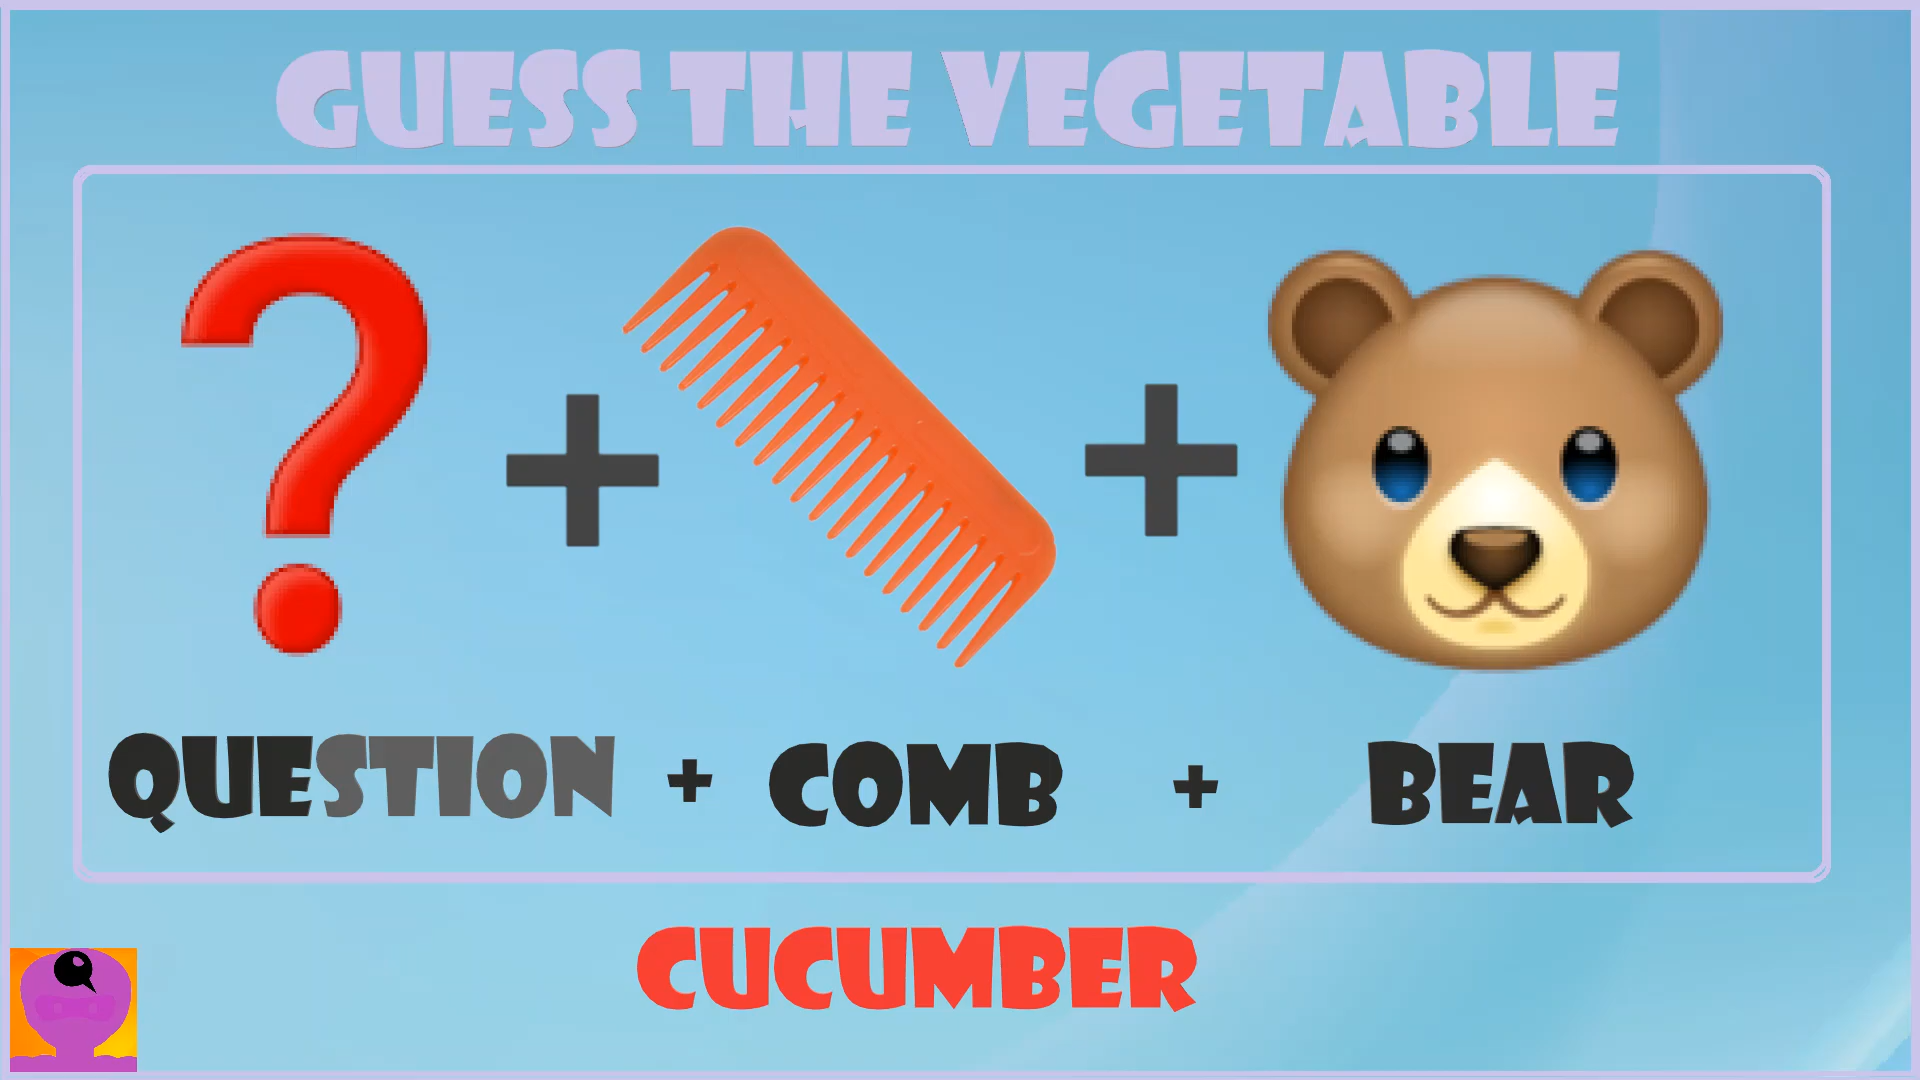 GUESS THE VEGETABLE
QUESTION + COMB + BEAR
CUCUMBER